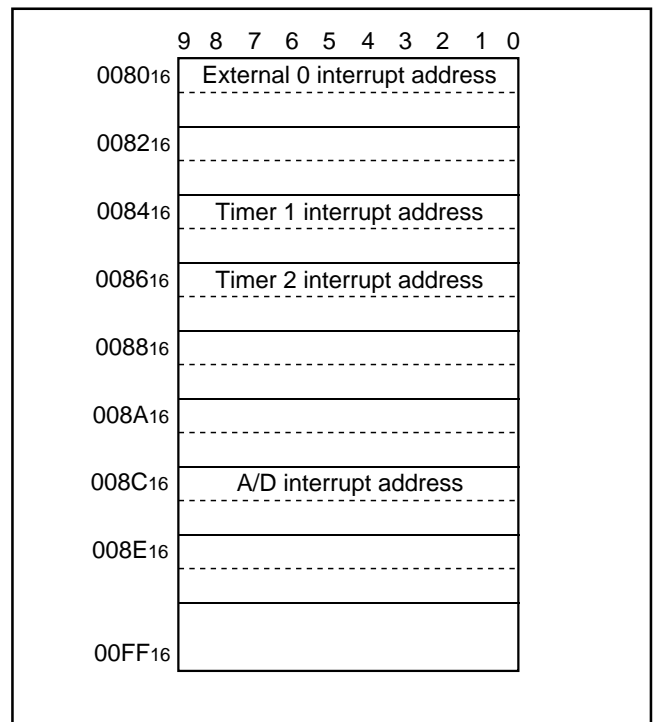 9 8 7 6 5 4 3 2 1 0
008016 External 0 interrupt address
008216
008416 Timer 1 interrupt address
008616 Timer 2 interrupt address
008816
008A16
008C16 A/D interrupt address
008E16
00FF16